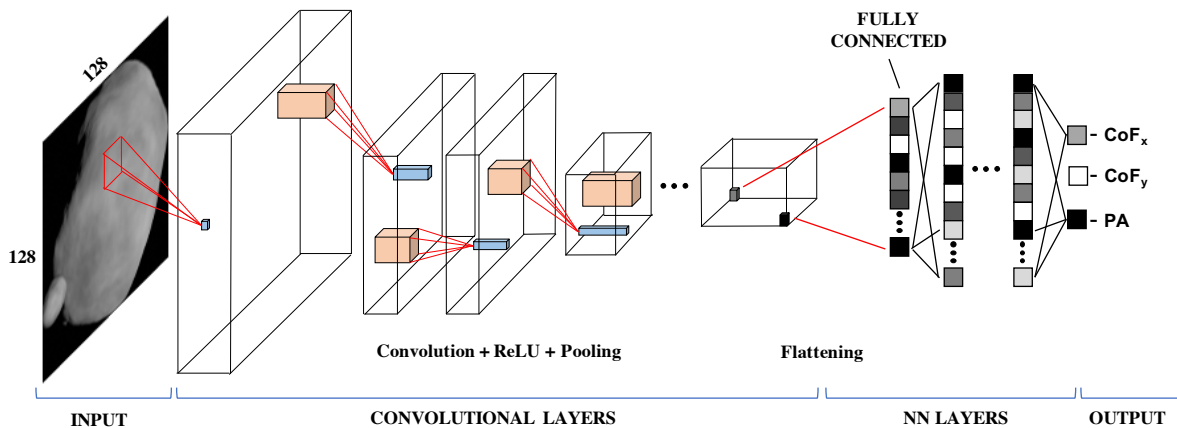 128
128
FULLY
CONNECTED
- CoFx
- CoFy
- PA
Convolution + ReLU + Pooling
Flattening
INPUT
CONVOLUTIONAL LAYERS
NN LAYERS
OUTPUT